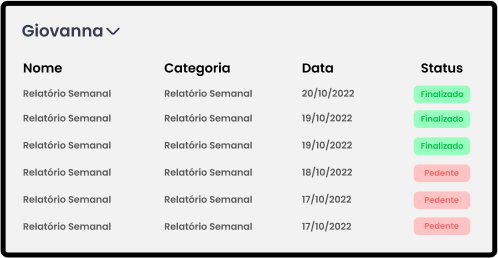 Giovanna
Nome Categoria Data Status
Relatório Semanal Relatório Semanal 20/10/2022 Finalizado
Relatório Semanal Relatório Semanal 19/10/2022 Finalizado
Relatório Semanal Relatório Semanal 19/10/2022 Finalizado
Relatório Semanal Relatório Semanal 18/10/2022 Pedente
Relatório Semanal Relatório Semanal 17/10/2022 Pedente
Relatório Semanal Relatório Semanal 17/10/2022 Pedente